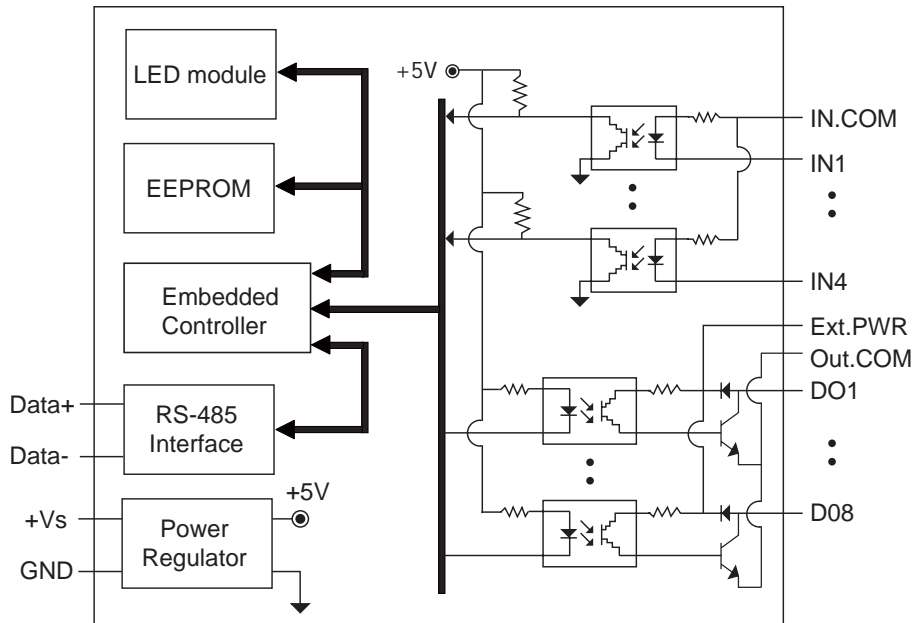 LED module
EEPROM
Embedded
Controller
RS-485
Interface
Power
Regulator
+5V
Data+
Data-
+Vs
GND
+5V
IN.COM
IN1
IN4
Ext.PWR
Out.COM
DO1
D08